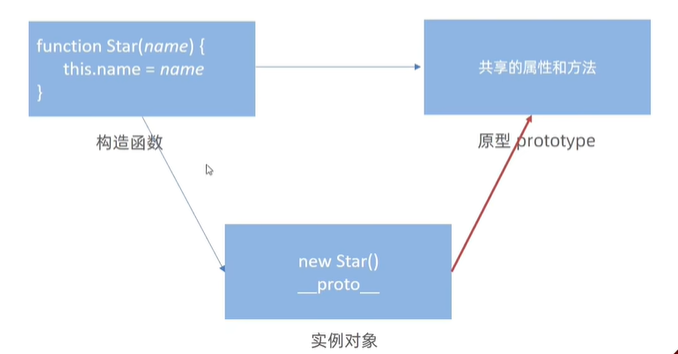 function Star(name) {
this.name = name
}
共享的属性和方法
构造函数
原型 prototype
new Star()
__proto__
实例对象